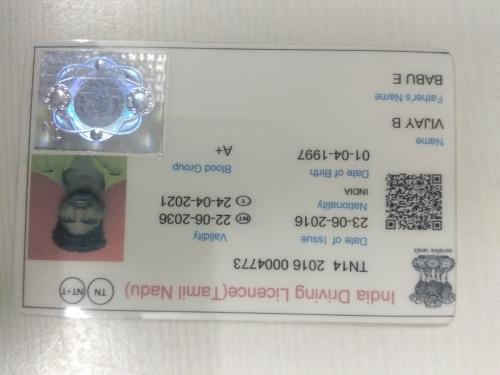 India Driving Licence(Tamil Nadu)
TN
NT+T
TN14 2016 0004773
Date of Issue
Validity
23-06-2016
22-06-2036
NT
Nationality
24-04-2021
T
INDIA
Date of Birth
Blood Group
01-04-1997
A+
Name
VIJAY B
Father's Name
BABU E